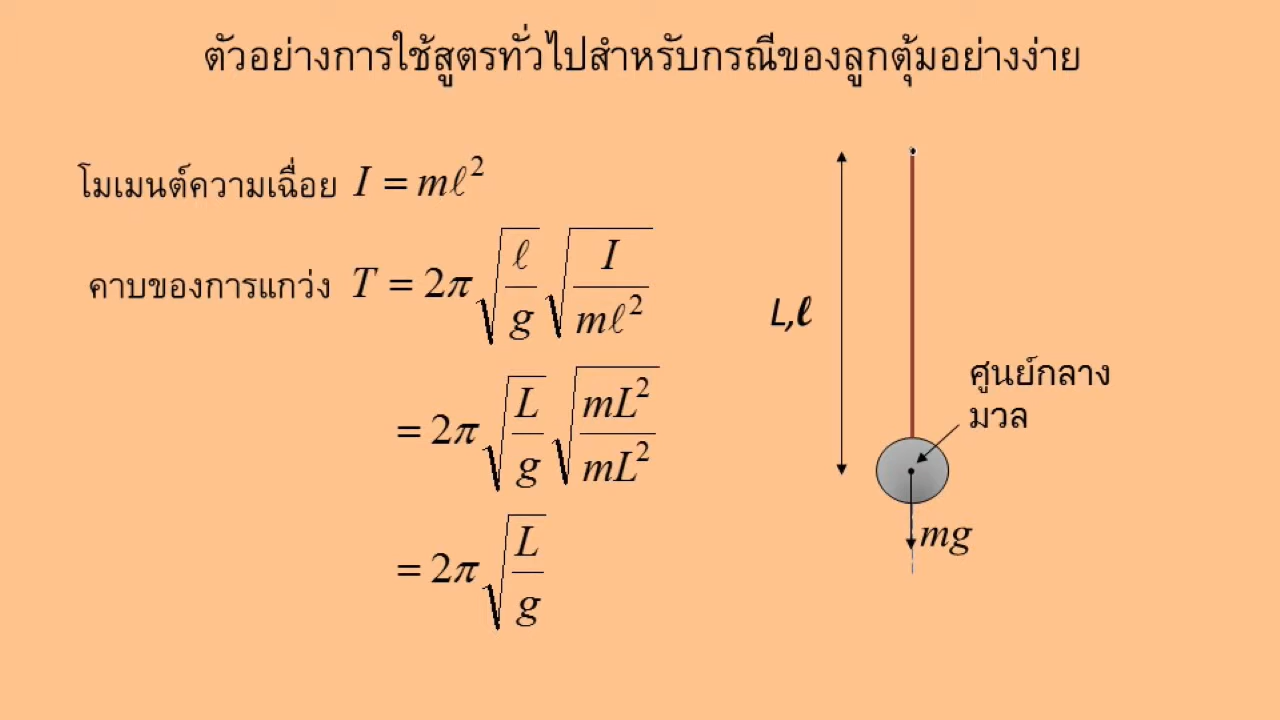 ตัวอย่างการใช้สูตรทั่วไปสำหรับกรณีของลูกตุ้มอย่างง่าย
โมเมนต์ความเฉื่อย I = mℓ²
คาบของการแกว่ง T = 2π√(ℓ/g) √(I/mℓ²)
= 2π√(L/g) √(mL²/mL²)
= 2π√(L/g)
L,ℓ
ศูนย์กลาง
มวล
mg